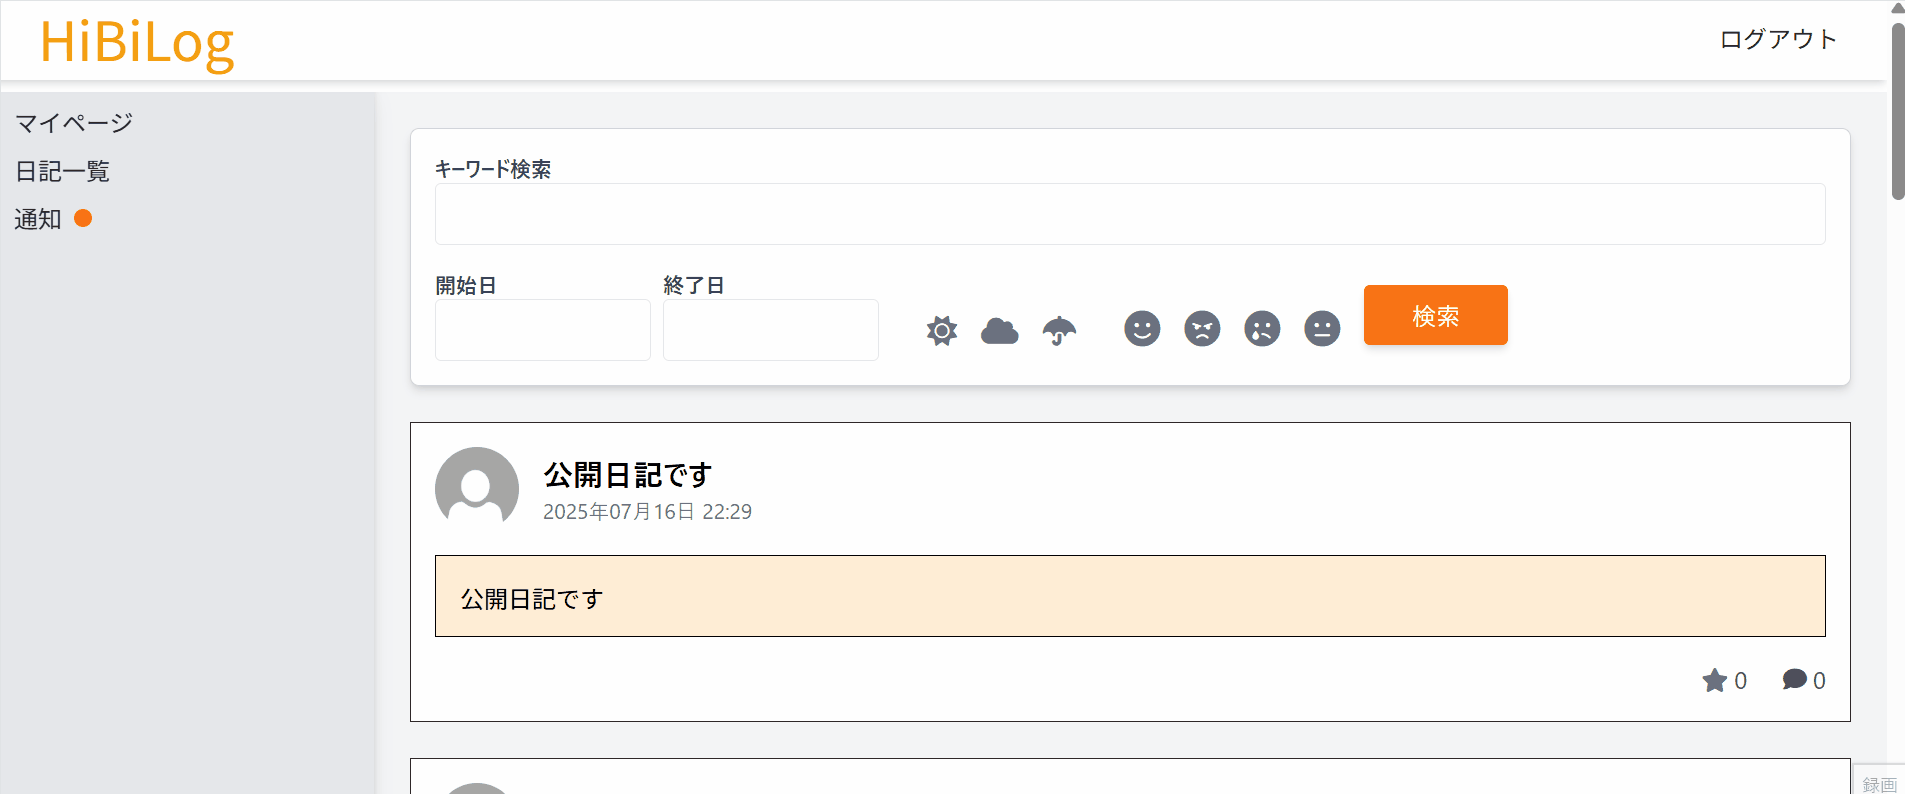 HiBiLog
ログアウト
マイページ
日記一覧
通知
キーワード検索
開始日
終了日
検索
公開日記です
2025年07月16日 22:29
公開日記です
0
0
録画